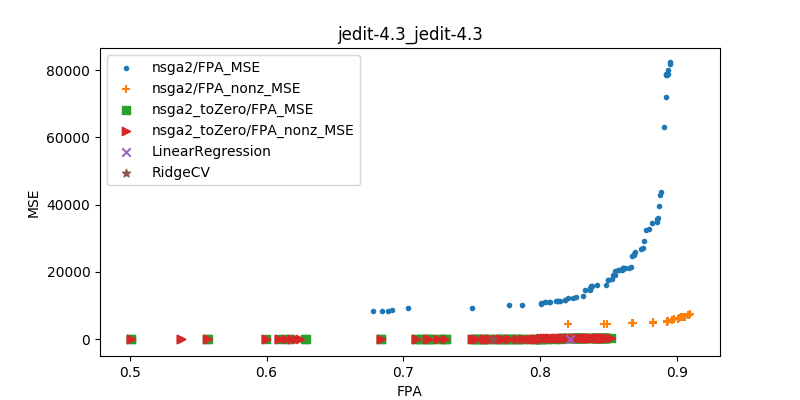 jedit-4.3_jedit-4.3
nsga2/FPA_MSE
nsga2/FPA_nonz_MSE
nsga2_toZero/FPA_MSE
nsga2_toZero/FPA_nonz_MSE
LinearRegression
RidgeCV
MSE
80000
60000
40000
20000
0
0.5 0.6 0.7 0.8 0.9
FPA